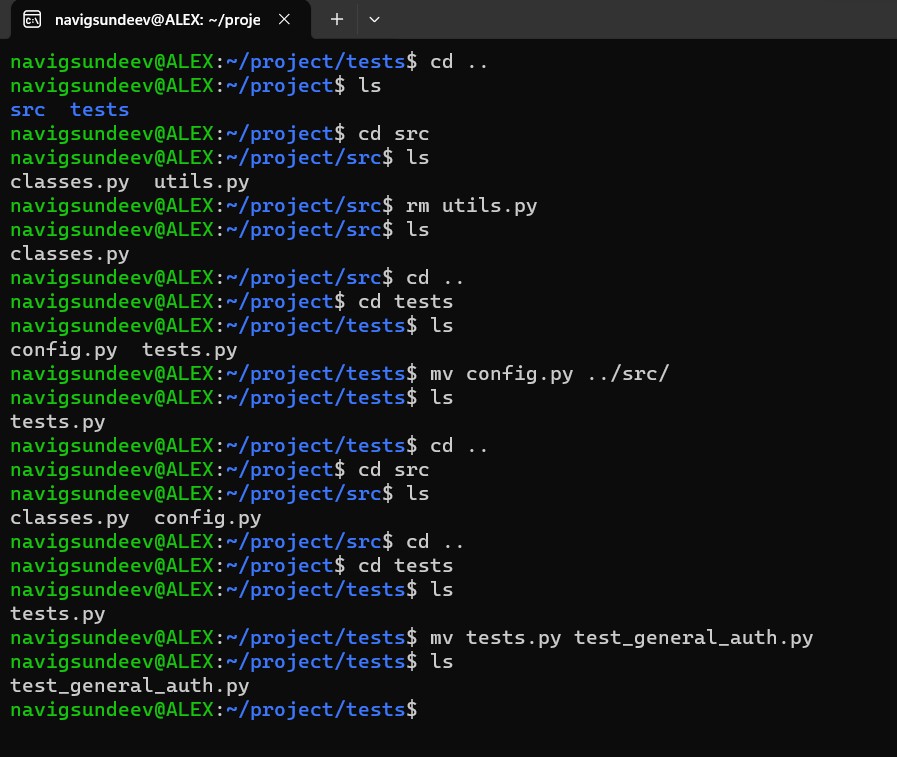 navigsundeev@ALEX: ~/proje
navigsundeev@ALEX:~/project/tests$ cd ..
navigsundeev@ALEX:~/project$ ls
src  tests
navigsundeev@ALEX:~/project$ cd src
navigsundeev@ALEX:~/project/src$ ls
classes.py  utils.py
navigsundeev@ALEX:~/project/src$ rm utils.py
navigsundeev@ALEX:~/project/src$ ls
classes.py
navigsundeev@ALEX:~/project/src$ cd ..
navigsundeev@ALEX:~/project$ cd tests
navigsundeev@ALEX:~/project/tests$ ls
config.py  tests.py
navigsundeev@ALEX:~/project/tests$ mv config.py ../src/
navigsundeev@ALEX:~/project/tests$ ls
tests.py
navigsundeev@ALEX:~/project/tests$ cd ..
navigsundeev@ALEX:~/project$ cd src
navigsundeev@ALEX:~/project/src$ ls
classes.py  config.py
navigsundeev@ALEX:~/project/src$ cd ..
navigsundeev@ALEX:~/project$ cd tests
navigsundeev@ALEX:~/project/tests$ ls
tests.py
navigsundeev@ALEX:~/project/tests$ mv tests.py test_general_auth.py
navigsundeev@ALEX:~/project/tests$ ls
test_general_auth.py
navigsundeev@ALEX:~/project/tests$